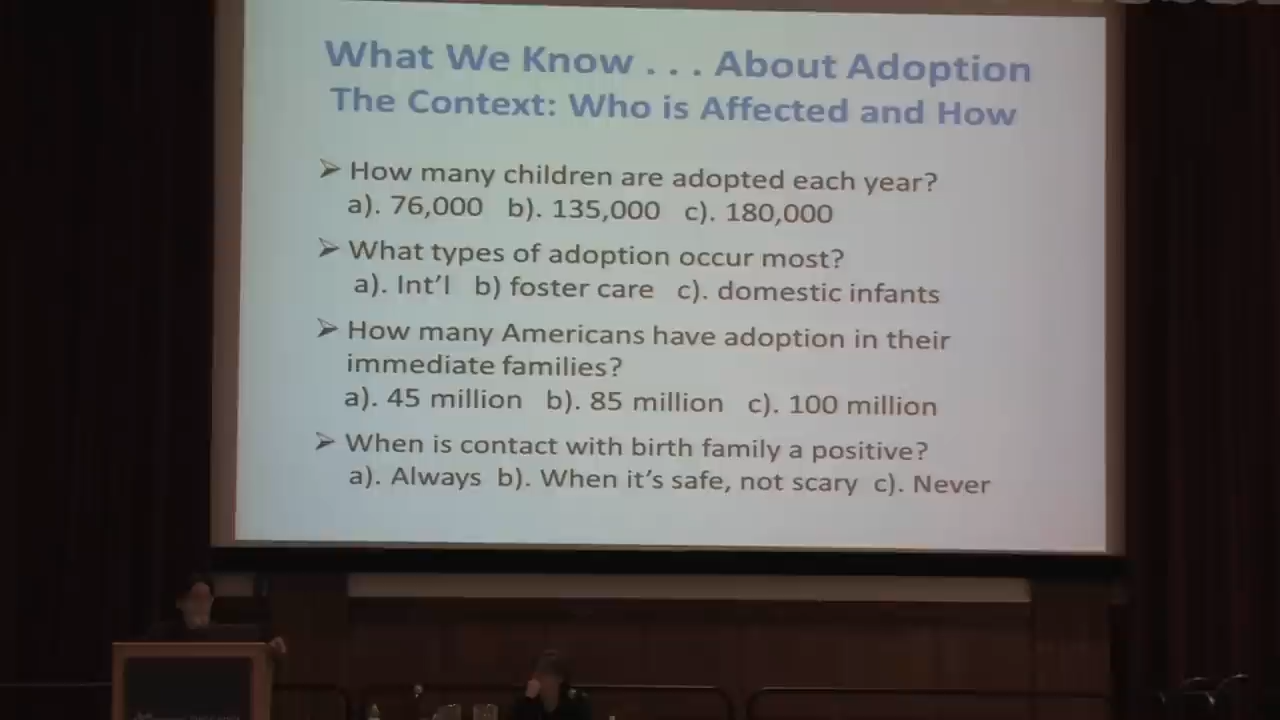 What We Know . . . About Adoption
The Context: Who is Affected and How
➢ How many children are adopted each year?
a). 76,000 b). 135,000 c). 180,000
➢ What types of adoption occur most?
a). Int'l b) foster care c). domestic infants
➢ How many Americans have adoption in their
immediate families?
a). 45 million b). 85 million c). 100 million
➢ When is contact with birth family a positive?
a). Always b). When it's safe, not scary c). Never